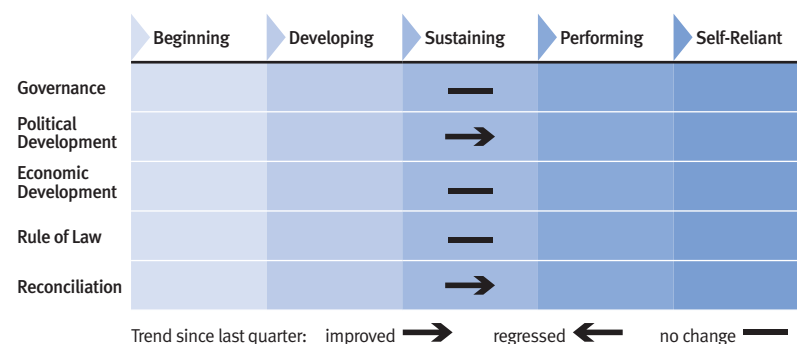 Beginning Developing Sustaining Performing Self-Reliant
Governance
Political
Development
Economic
Development
Rule of Law
Reconciliation
Trend since last quarter: improved regressed no change